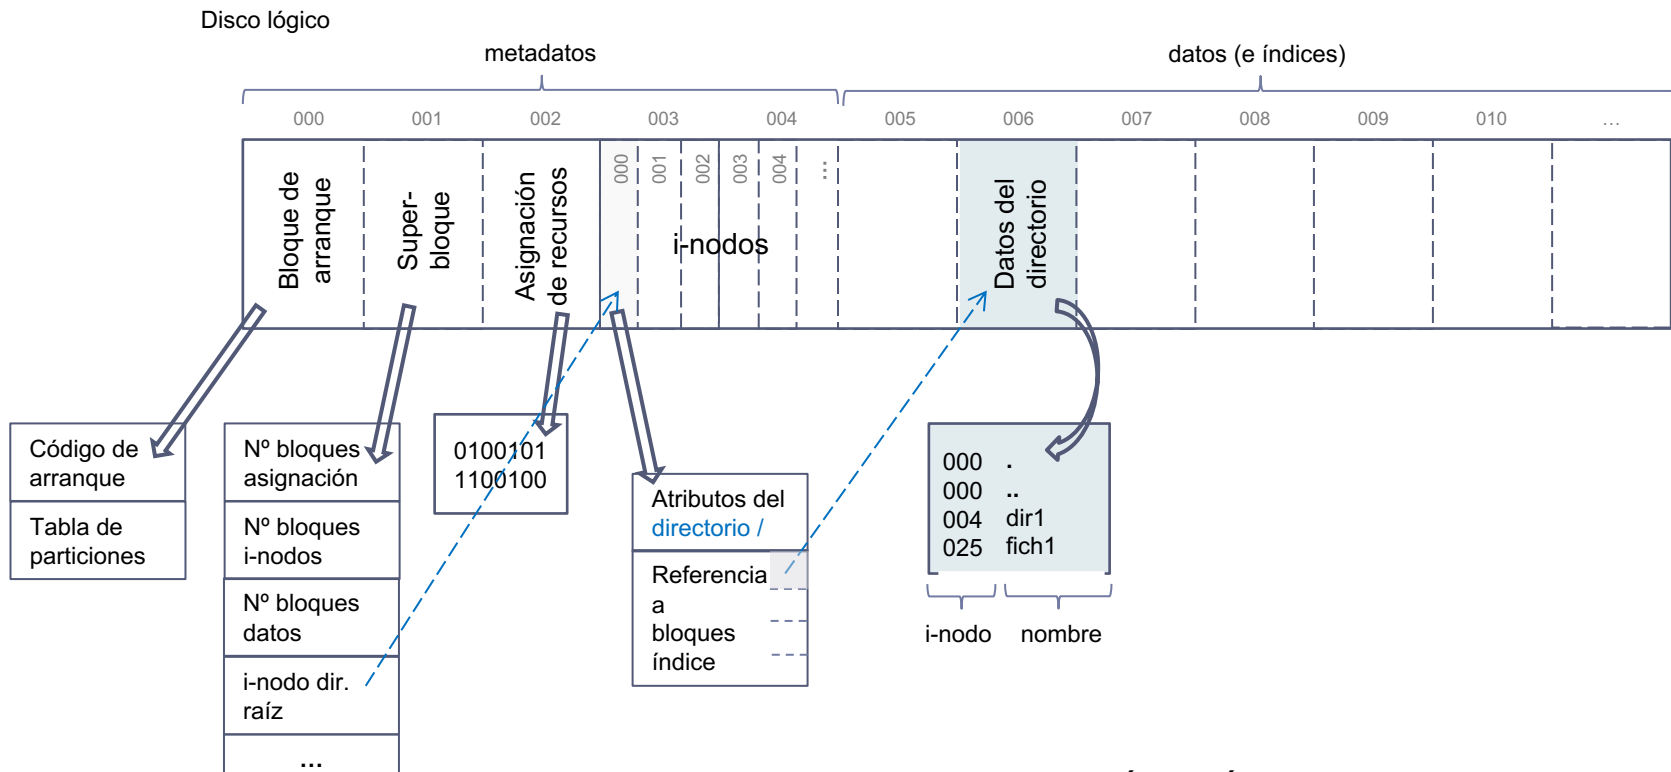 Disco lógico
metadatos
datos (e índices)
000
001
002
003
004
005
006
007
008
009
010
...
Bloque de
arranque
Super-
bloque
Asignación
de recursos
000
001
002
003
004
...
i-nodos
Datos del
directorio
Código de
arranque
Tabla de
particiones
Nº bloques
asignación
Nº bloques
i-nodos
Nº bloques
datos
i-nodo dir.
raíz
...
0100101
1100100
Atributos del
directorio /
Referencia
a
bloques
índice
000 .
000 ..
004 dir1
025 fich1
i-nodo
nombre